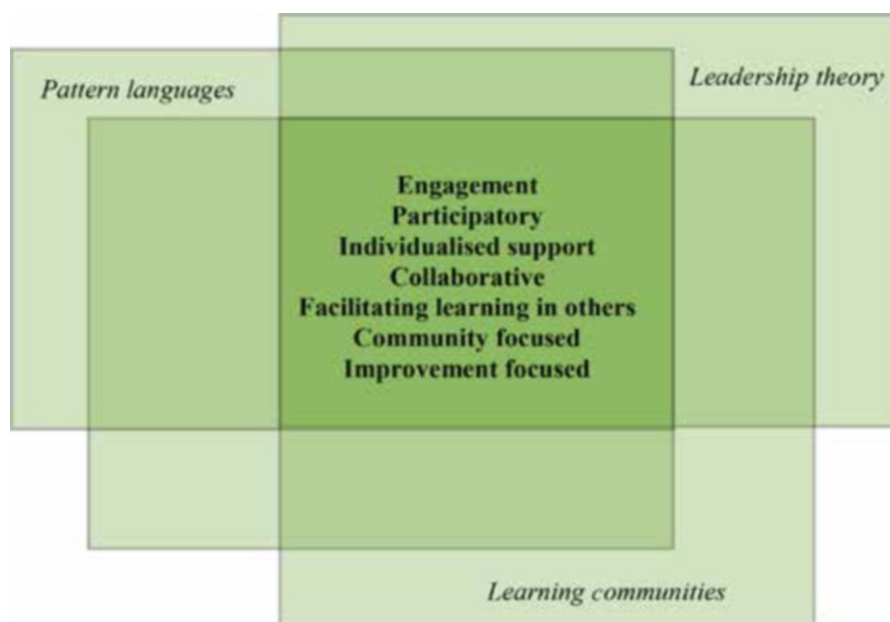 Leadership theory
Pattern languages
Engagement
Participatory
Individualised support
Collaborative
Facilitating learning in others
Community focused
Improvement focused
Learning communities